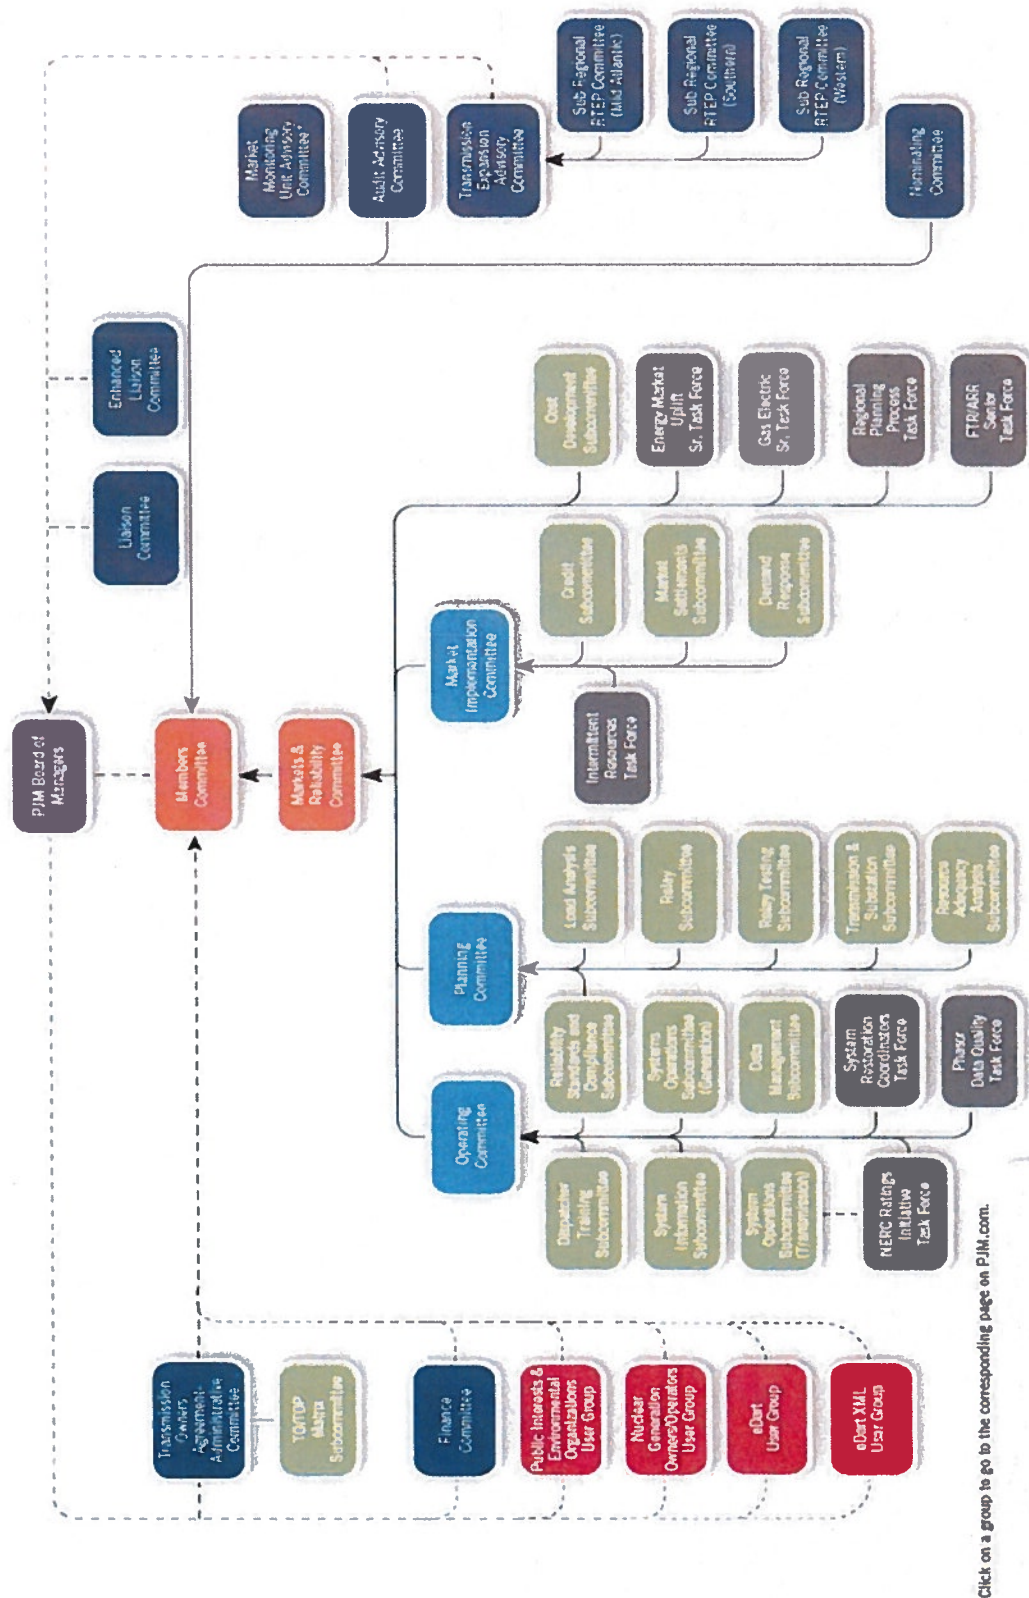 PJM Board of
Managers
Liaison
Committee
Enhanced
Liaison
Committee
Members
Committee
Markets &
Reliability
Committee
Market
Monitoring
Unit Advisory
Committee*
Audit Advisory
Committee
Transmission
Expansion
Advisory
Committee
Sub Regional
RTEP Committee
(Mid Atlantic)
Sub Regional
RTEP Committee
(Southern)
Sub Regional
RTEP Committee
(Western)
Nominating
Committee
Transmission
Owners
Agreement-
Administrative
Committee
TO/TOP
Matrix
Subcommittee
Finance
Committee
Public Interests &
Environmental
Organizations
User Group
Nuclear
Generation
Owners/Operators
User Group
eDart
User Group
eDart XML
User Group
Operating
Committee
Dispatcher
Training
Subcommittee
System
Information
Subcommittee
System
Operations
Subcommittee
(Transmission)
NERC Ratings
Initiative
Task Force
Reliability
Standards and
Compliance
Subcommittee
System
Operations
Subcommittee
(Generation)
Data
Management
Subcommittee
System
Restoration
Coordinators
Task Force
Phasor
Data Quality
Task Force
Planning
Committee
Load Analysis
Subcommittee
Relay
Subcommittee
Relay Testing
Subcommittee
Transmission &
Substation
Subcommittee
Resource
Adequacy
Analysis
Subcommittee
Market
Implementation
Committee
Intermittent
Resources
Task Force
Credit
Subcommittee
Market
Settlements
Subcommittee
Demand
Response
Subcommittee
Cost
Development
Subcommittee
Energy Market
Uplift
Sr. Task Force
Gas Electric
Sr. Task Force
Regional
Planning
Process
Task Force
FTR/ARR
Senior
Task Force
Click on a group to go to the corresponding page on PJM.com.